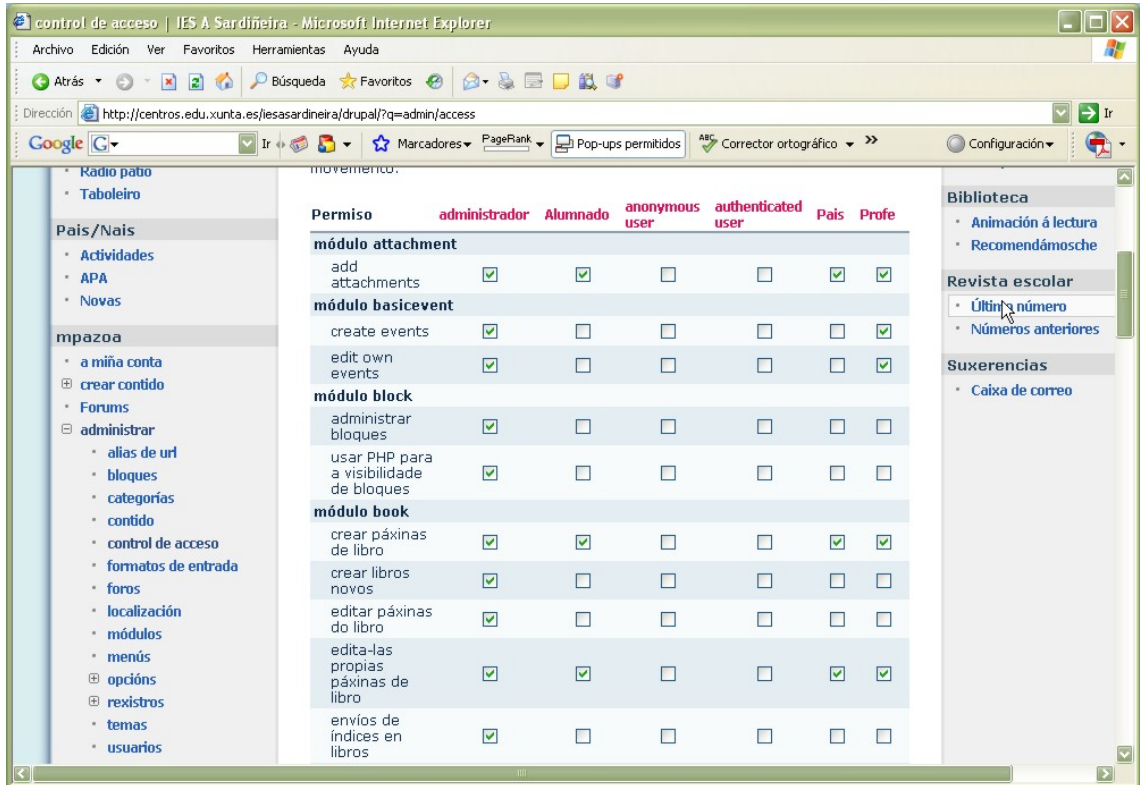 control de acceso | IES A Sardiñeira - Microsoft Internet Explorer
Archivo Edición Ver Favoritos Herramientas Ayuda
Atrás Búsqueda Favoritos
Dirección http://centros.edu.xunta.es/iesasardineira/drupal/?q=admin/access Ir
Google G Ir Marcadores PageRank Pop-ups permitidos ABC Corrector ortográfico » Configuración
Radio patio
Taboleiro
Pais/Nais
Actividades
APA
Novas
mpazoa
a miña conta
crear contido
Forums
administrar
alias de url
bloques
categorías
contido
control de acceso
formatos de entrada
foros
localización
módulos
menús
opcións
rexistros
temas
usuarios
movemento.
Permiso administrador Alumnado anonymous user authenticated user Pais Profe
módulo attachment
add
attachments
módulo basicevent
create events
edit own
events
módulo block
administrar
bloques
usar PHP para
a visibilidade
de bloques
módulo book
crear páxinas
de libro
crear libros
novos
editar páxinas
do libro
edita-las
propias
páxinas de
libro
envíos de
índices en
libros
Biblioteca
Animación á lectura
Recomendámosche
Revista escolar
Último número
Números anteriores
Suxerencias
Caixa de correo